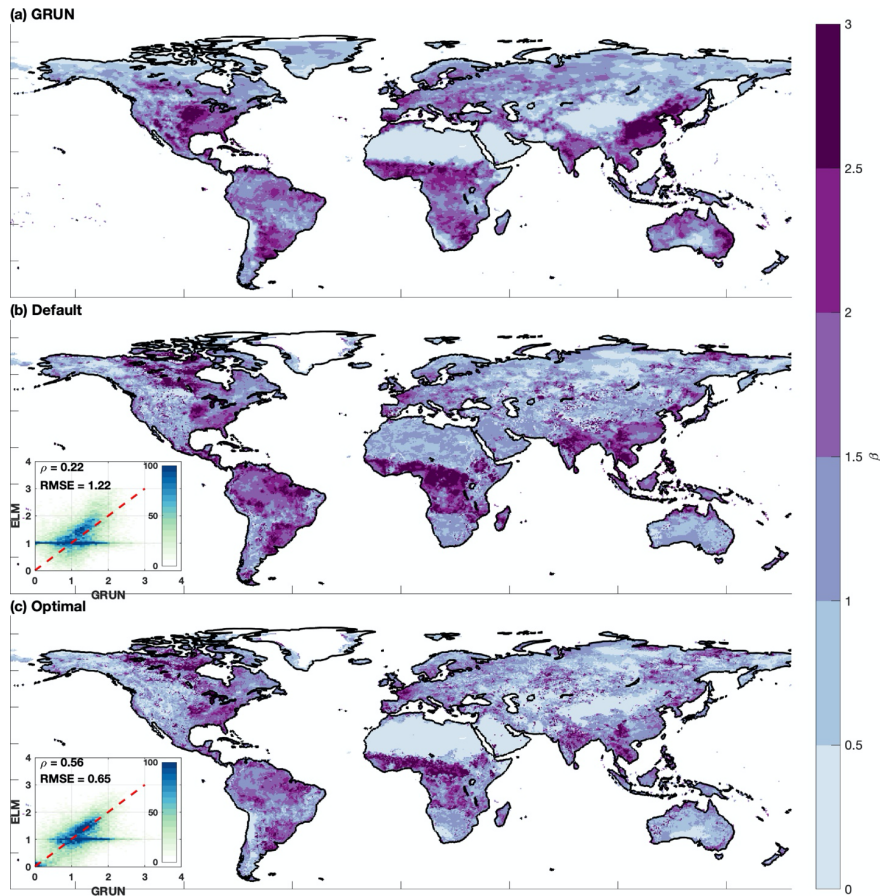 (a) GRUN
3
2.5
2
1.5
1
0.5
0
β
(b) Default
ρ = 0.22
RMSE = 1.22
4
3
2
1
0
ELM
0 1 2 3 4
GRUN
100
50
0
(c) Optimal
ρ = 0.56
RMSE = 0.65
4
3
2
1
0
ELM
0 1 2 3 4
GRUN
100
50
0